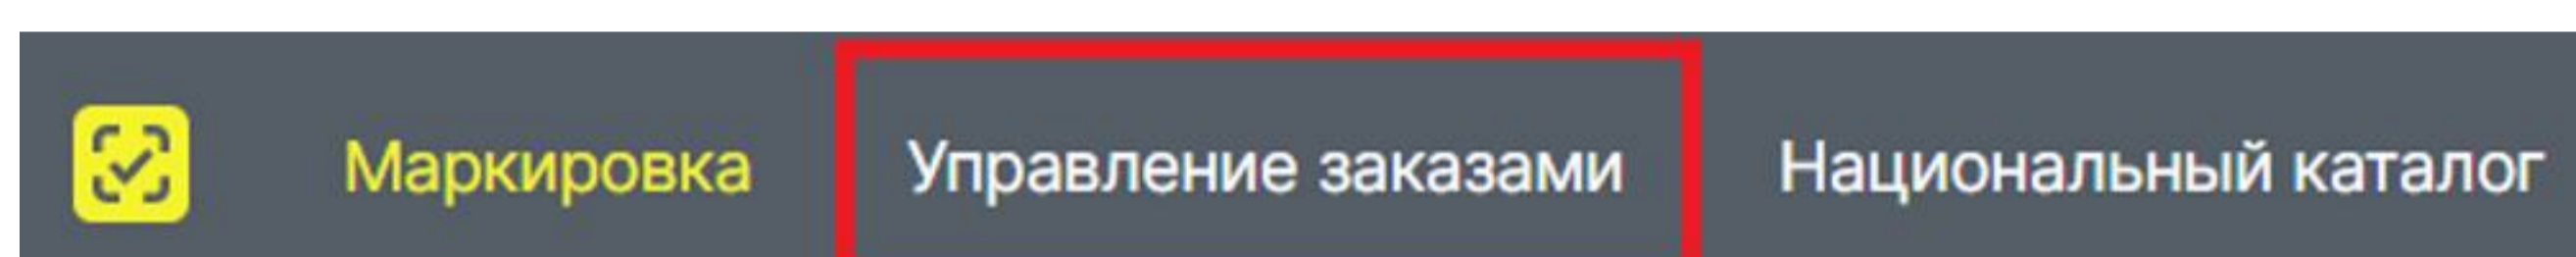 Маркировка Управление заказами Национальный каталог